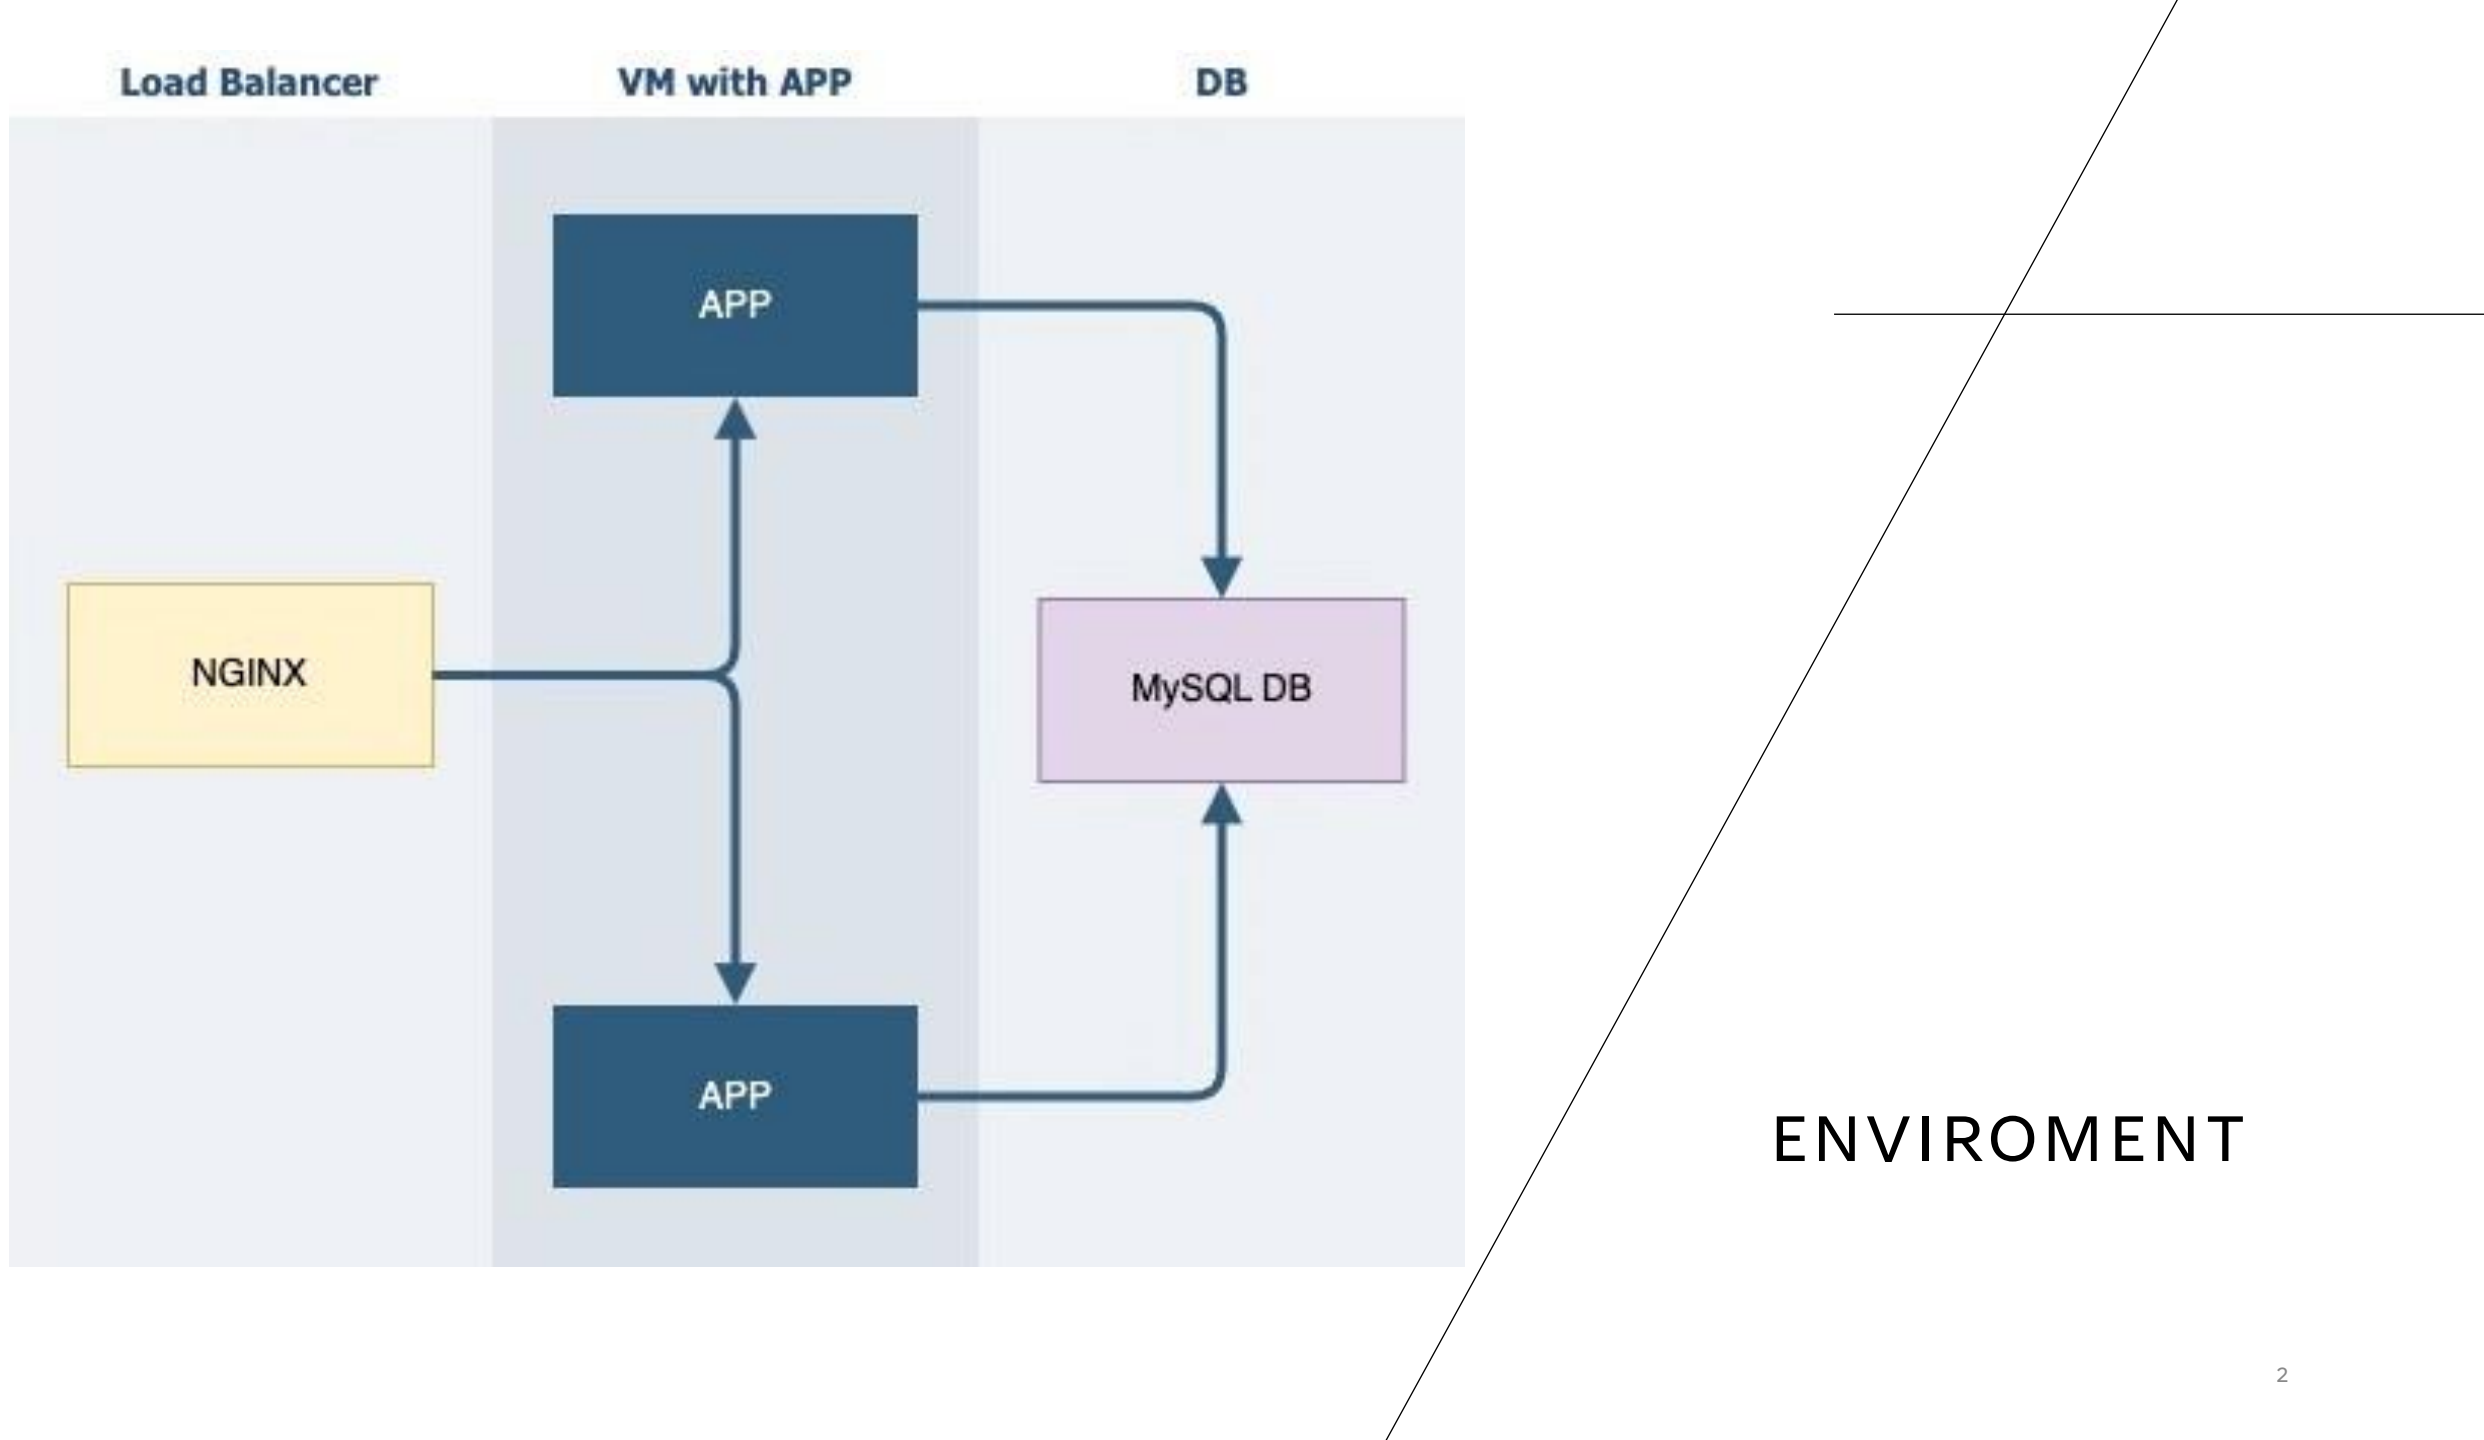 Load Balancer
VM with APP
DB
APP
NGINX
MySQL DB
APP
ENVIROMENT
2